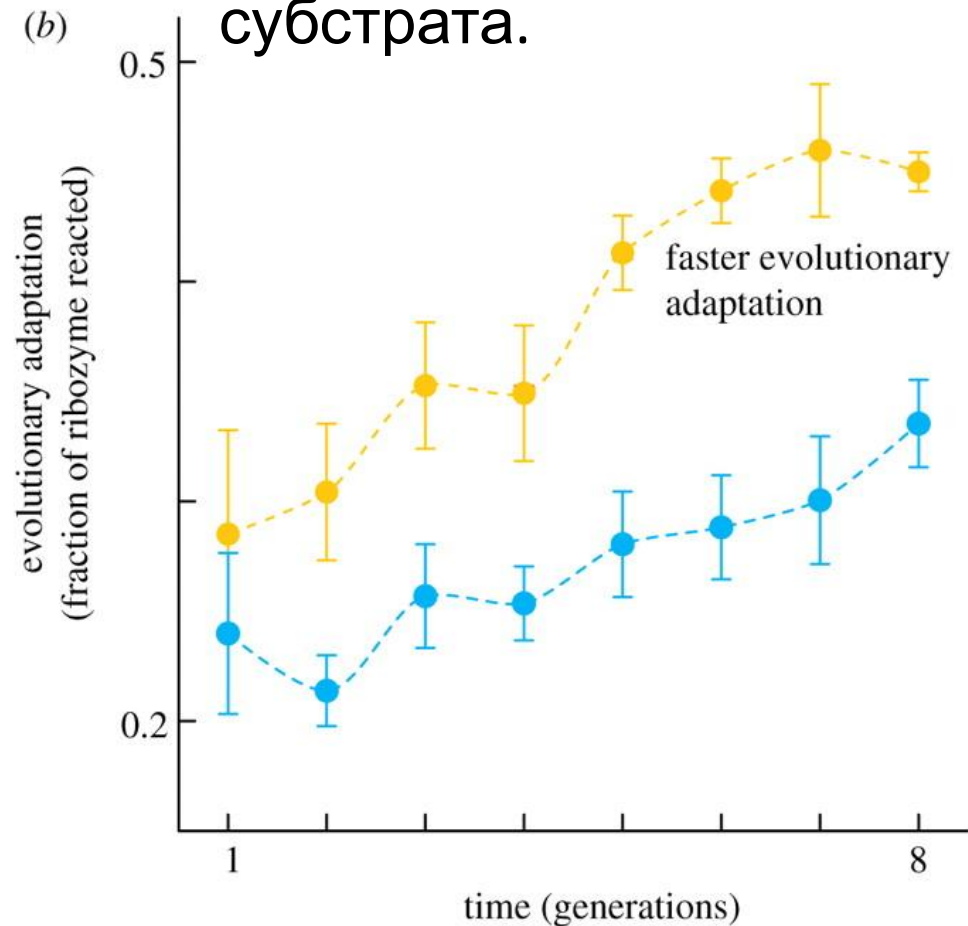 (b)
субстрата.
0.5
0.2
evolutionary adaptation
(fraction of ribozyme reacted)
faster evolutionary
adaptation
1
8
time (generations)